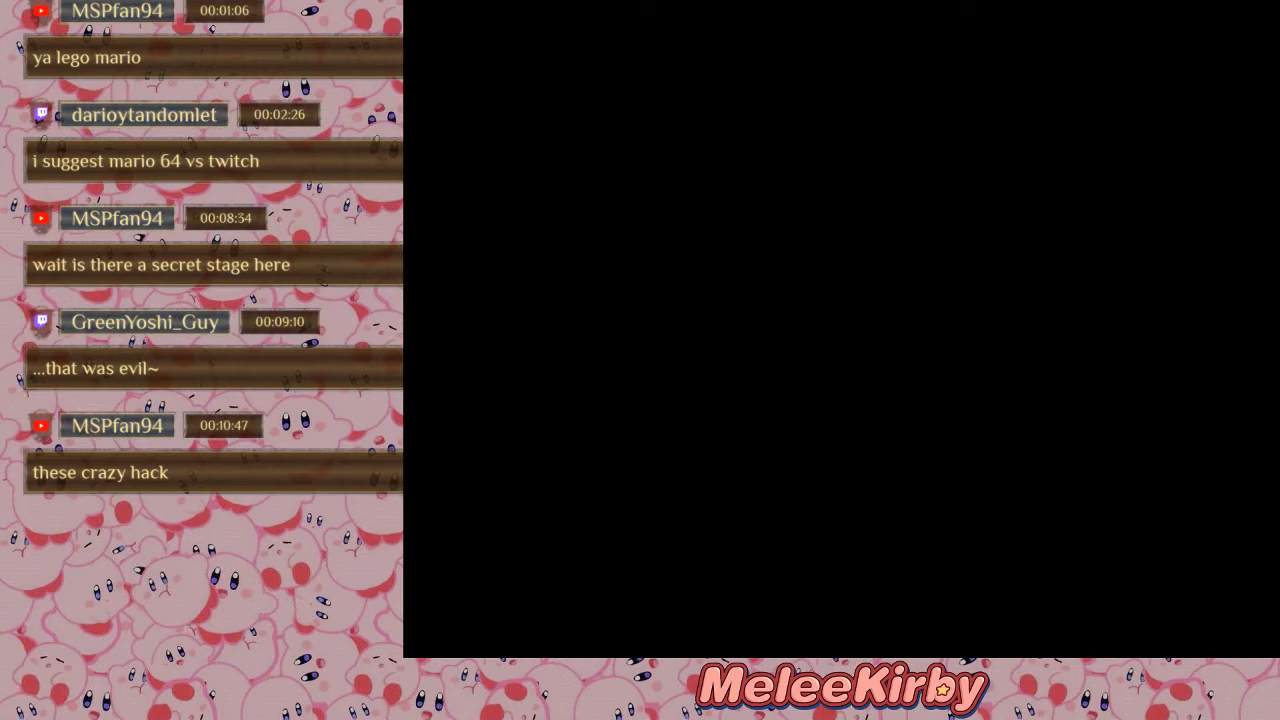 MSPfan94 00:01:06
ya lego mario
darioytandomlet 00:02:26
i suggest mario 64 vs twitch
MSPfan94 00:08:34
wait is there a secret stage here
GreenYoshi_Guy 00:09:10
...that was evil~
MSPfan94 00:10:47
these crazy hack
MeleeKirby